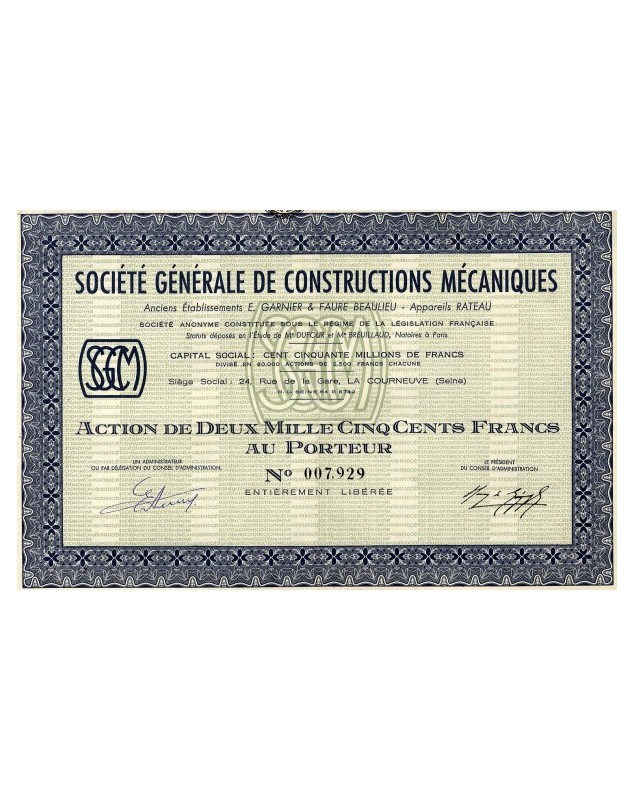 SOCIÉTÉ GÉNÉRALE DE CONSTRUCTIONS MÉCANIQUES
Anciens Établissements E. GARNIER & FAURE BEAULIEU - Appareils RATEAU
SOCIÉTÉ ANONYME CONSTITUÉE SOUS LE RÉGIME DE LA LÉGISLATION FRANÇAISE
Statuts déposés en l'Étude de Me DUFOUR et Me BREUILLAUD, Notaires à Paris
SGCM
CAPITAL SOCIAL: CENT CINQUANTE MILLIONS DE FRANCS
DIVISÉ EN 60.000 ACTIONS DE 2.500 FRANCS CHACUNE
Siège Social: 24, Rue de la Gare, LA COURNEUVE (Seine)
R. C. SEINE 54 B
ACTION DE DEUX MILLE CINQ CENTS FRANCS
AU PORTEUR
UN ADMINISTRATEUR
OU PAR DÉLÉGATION DU CONSEIL D'ADMINISTRATION,
No 007,929
LE PRÉSIDENT
DU CONSEIL D'ADMINISTRATION
ENTIÈREMENT LIBÉRÉE